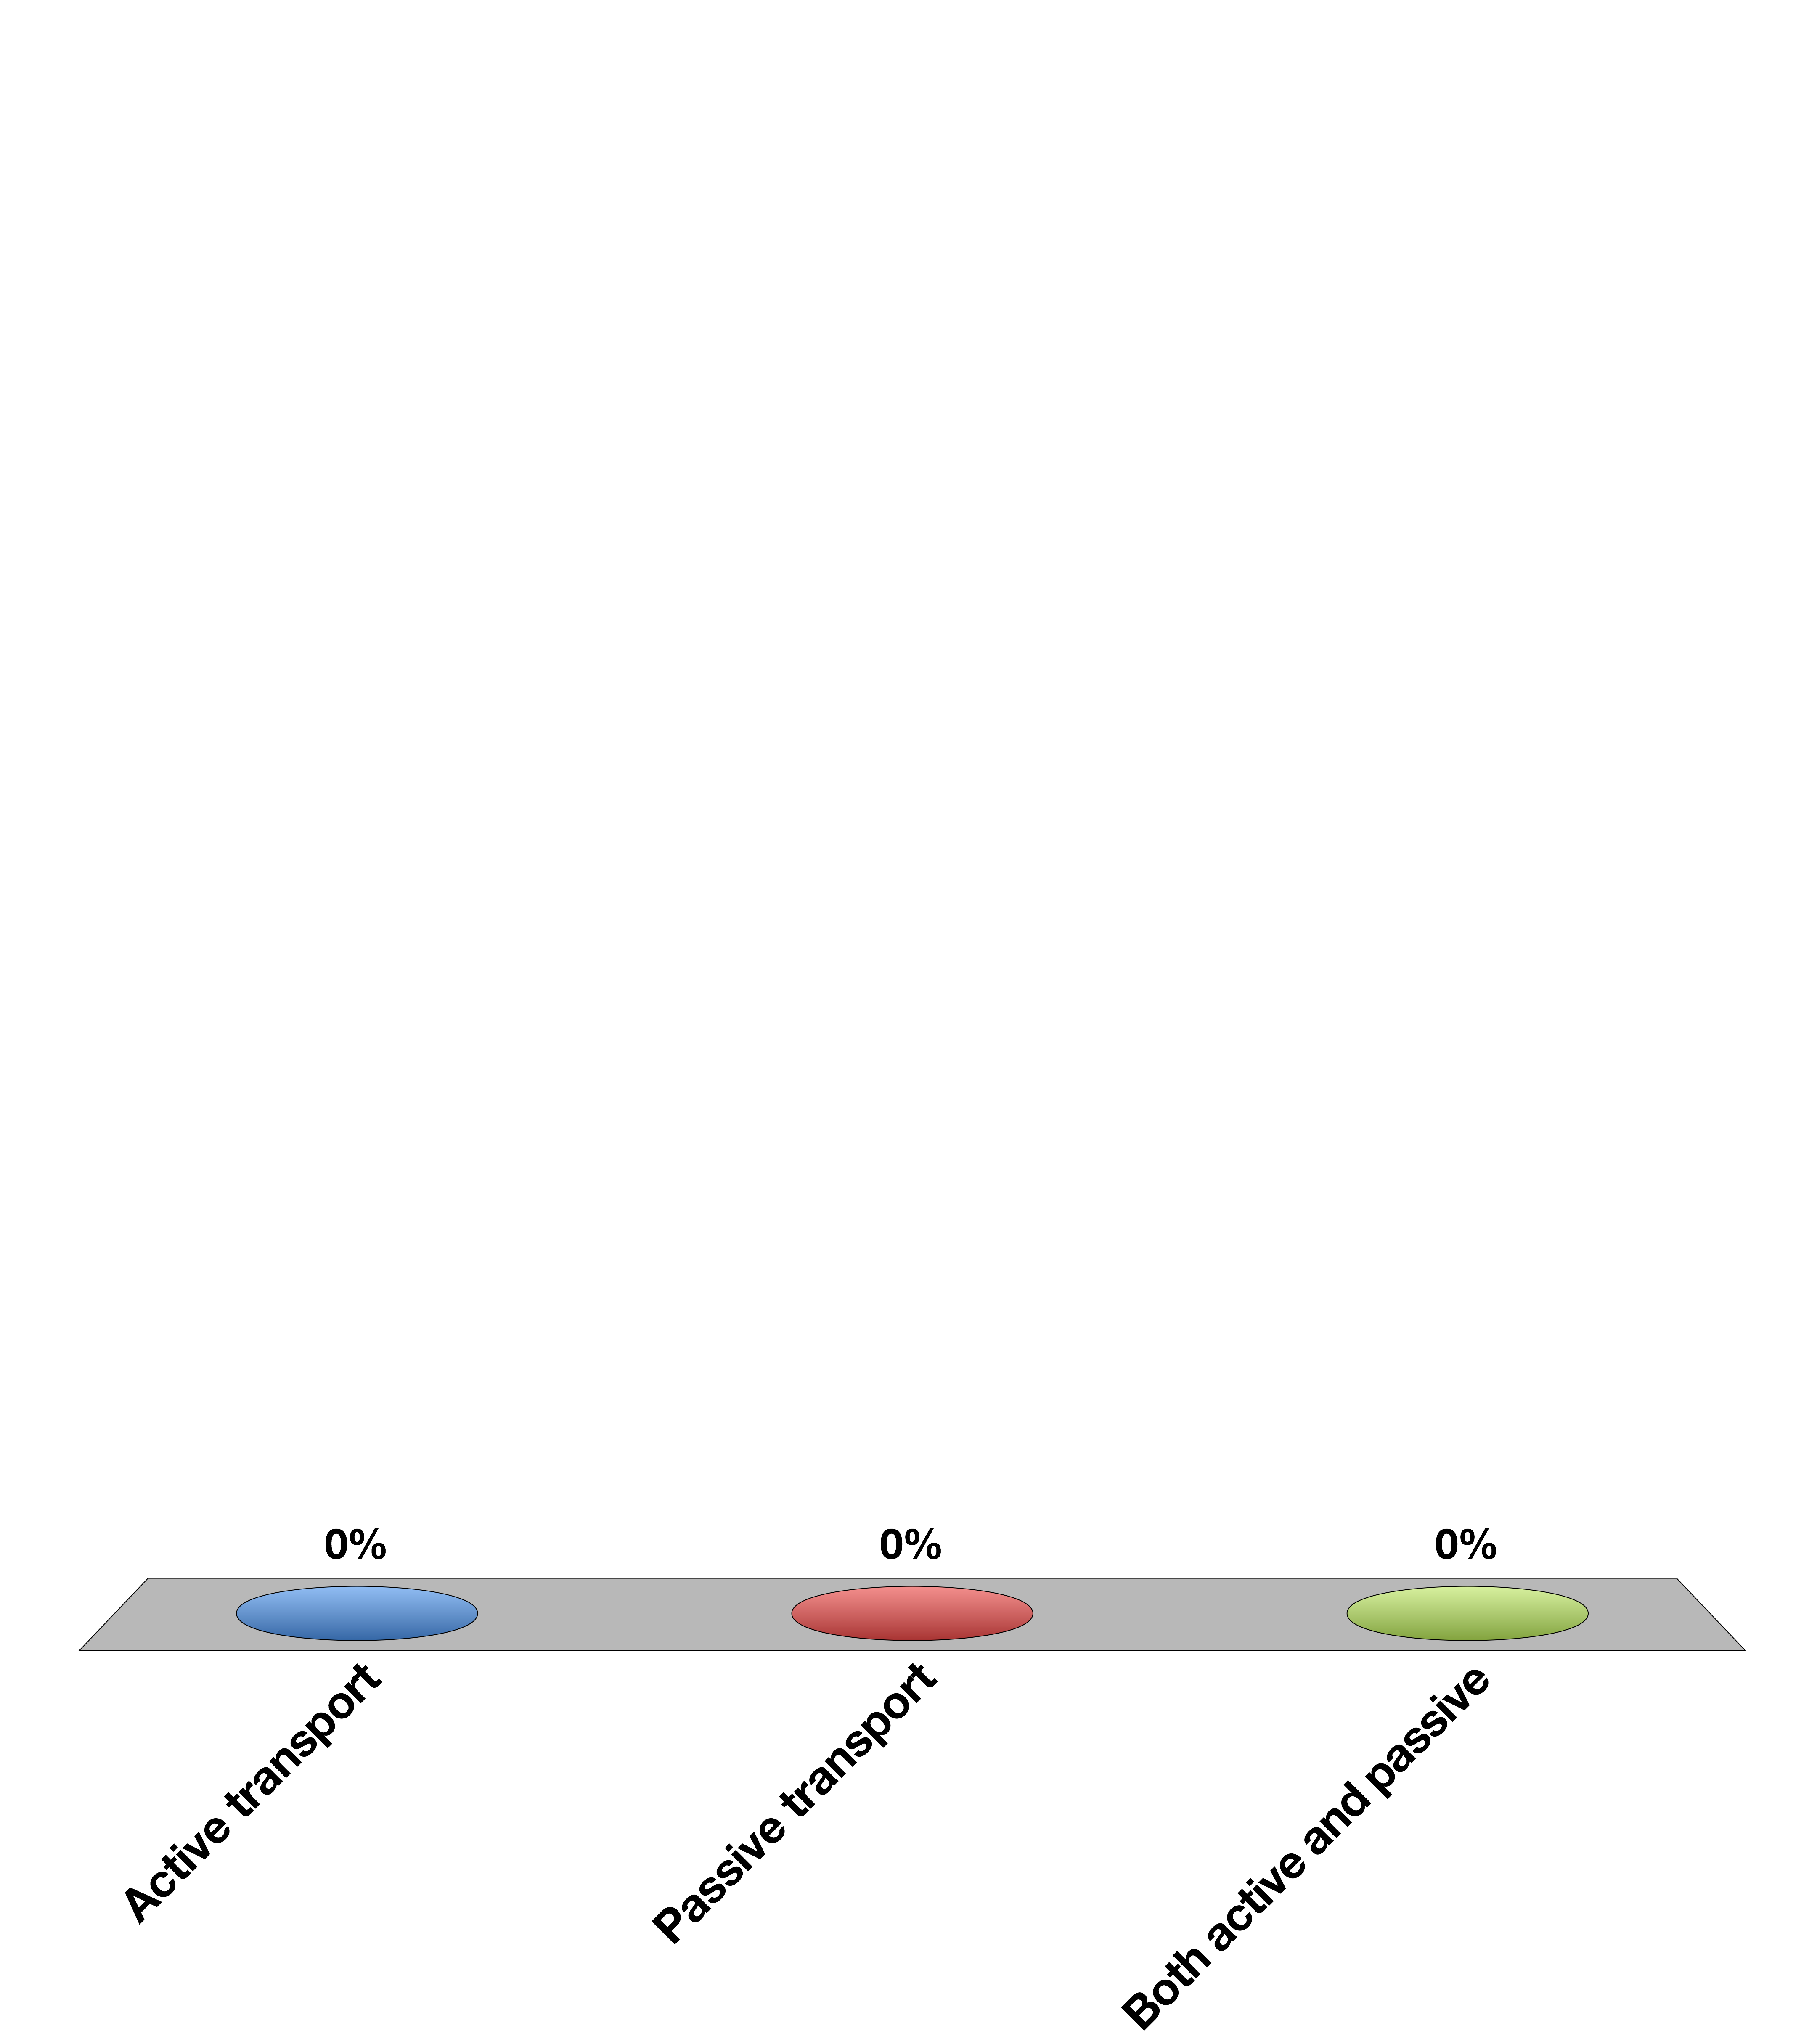 0%
0%
0%
Active transport
Passive transport
Both active and passive